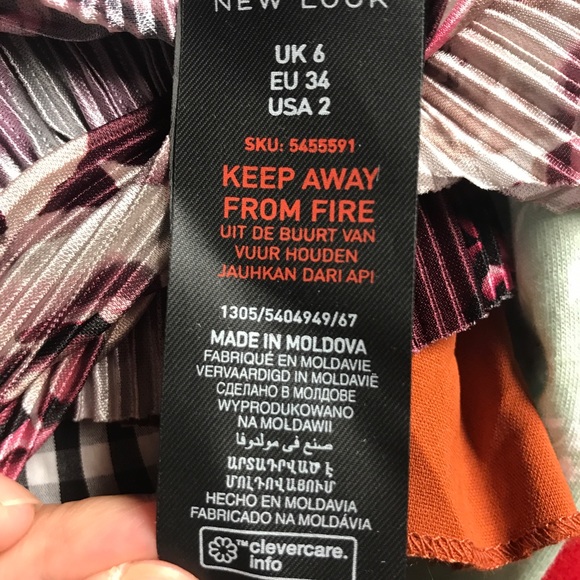 NEW LOOK
UK 6
EU 34
USA 2
SKU: 5455591
KEEP AWAY
FROM FIRE
UIT DE BUURT VAN
VUUR HOUDEN
JAUHKAN DARI API
1305/5404949/67
MADE IN MOLDOVA
FABRIQUÉ EN MOLDAVIE
VERVAARDIGD IN MOLDAVIË
СДЕЛАНО В МОЛДОВЕ
WYPRODUKOWANO
NA MOLDAWII
صنع في مولدوفا
ԱՐՏԱԴՐՎԱԾ Է
ՄՈԼԴՈՎԱՅՈՒՄ
HECHO EN MOLDAVIA
FABRICADO NA MOLDÁVIA
™clevercare.
info